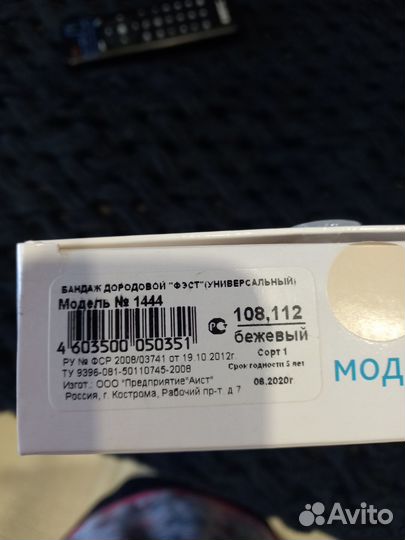 БАНДАЖ ДОРОДОВОЙ "ФЭСТ"(УНИВЕРСАЛЬНЫЙ)
Модель № 1444
108,112
бежевый
4 603500 050351
Сорт 1
РУ № ФСР 2008/03741 от 19.10.2012г
Срок годности 5 лет
ТУ 9396-081-50110745-2008
08.2020г
Изгот.: ООО "Предприятие"Аист"
Россия, г. Кострома, Рабочий пр-т. д.7
МОД
Avito